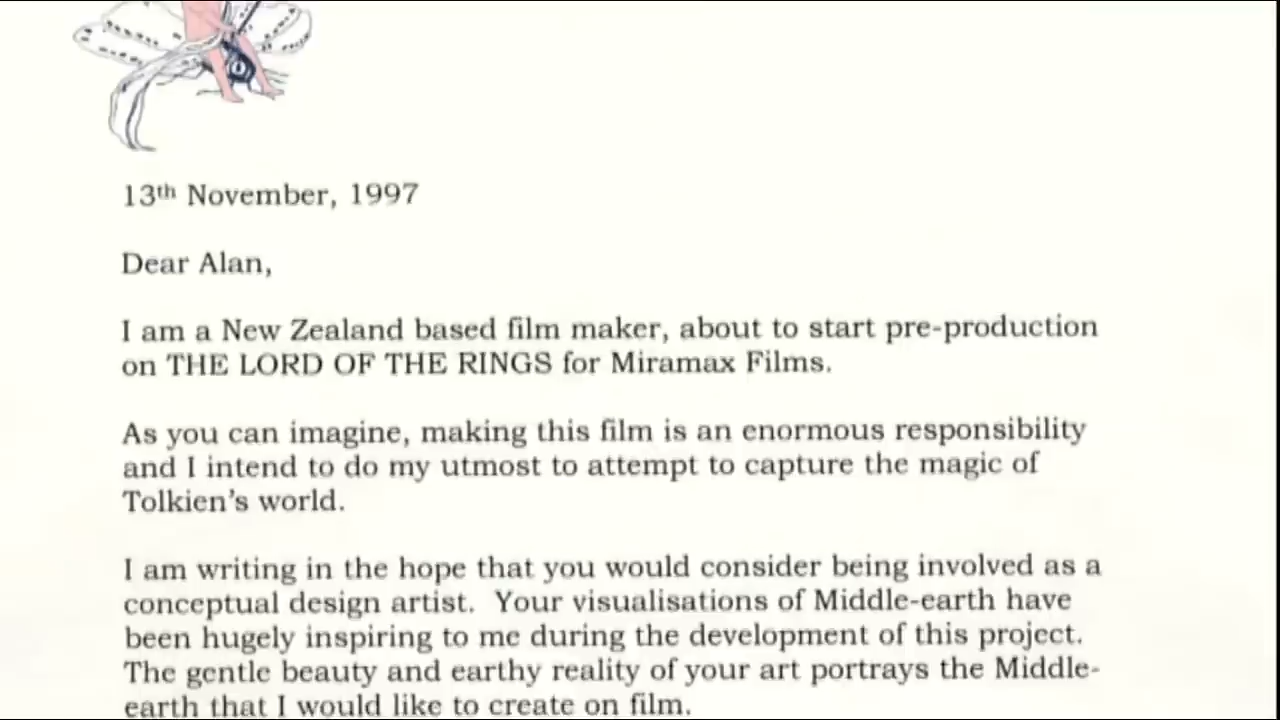 13th November, 1997
Dear Alan,
I am a New Zealand based film maker, about to start pre-production
on THE LORD OF THE RINGS for Miramax Films.
As you can imagine, making this film is an enormous responsibility
and I intend to do my utmost to attempt to capture the magic of
Tolkien's world.
I am writing in the hope that you would consider being involved as a
conceptual design artist.  Your visualisations of Middle-earth have
been hugely inspiring to me during the development of this project.
The gentle beauty and earthy reality of your art portrays the Middle-
earth that I would like to create on film.